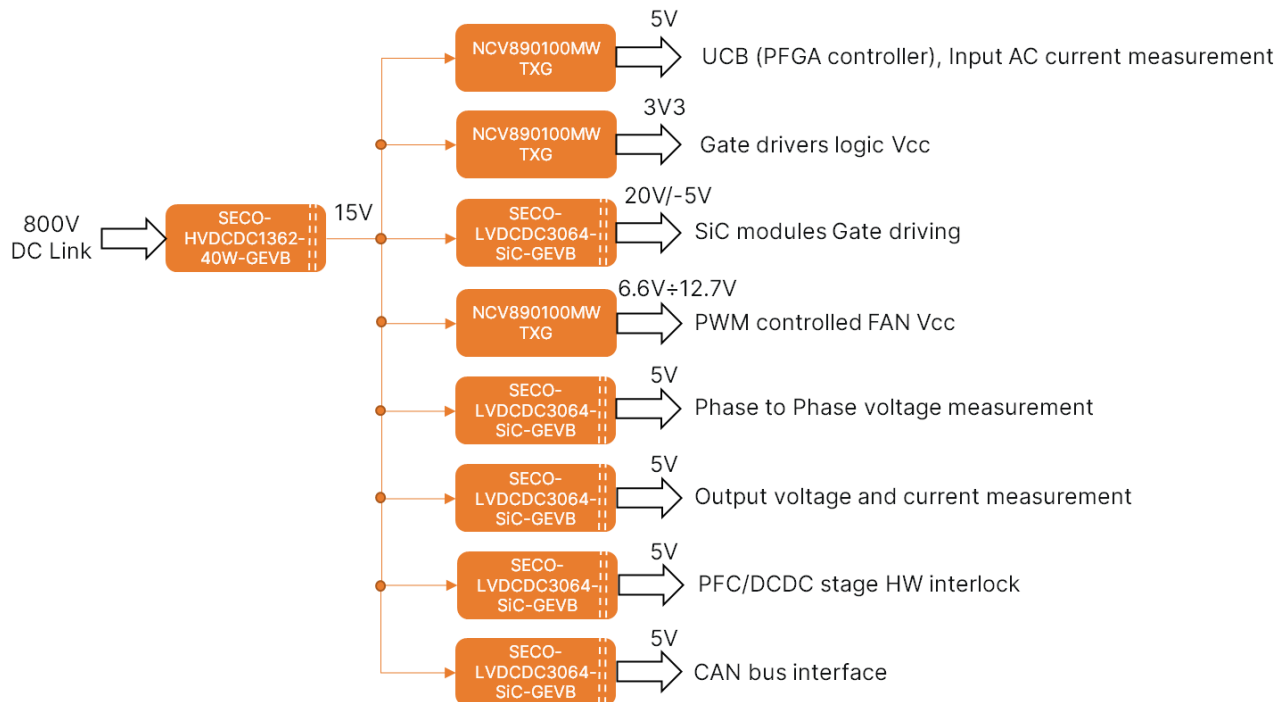 800V
DC Link
SECO-
HVDCDC1362-
40W-GEVB
15V
NCV890100MW
TXG
5V
UCB (PFGA controller), Input AC current measurement
NCV890100MW
TXG
3V3
Gate drivers logic Vcc
SECO-
LVDCDC3064-
SiC-GEVB
20V/-5V
SiC modules Gate driving
NCV890100MW
TXG
6.6V÷12.7V
PWM controlled FAN Vcc
SECO-
LVDCDC3064-
SiC-GEVB
5V
Phase to Phase voltage measurement
SECO-
LVDCDC3064-
SiC-GEVB
5V
Output voltage and current measurement
SECO-
LVDCDC3064-
SiC-GEVB
5V
PFC/DCDC stage HW interlock
SECO-
LVDCDC3064-
SiC-GEVB
5V
CAN bus interface